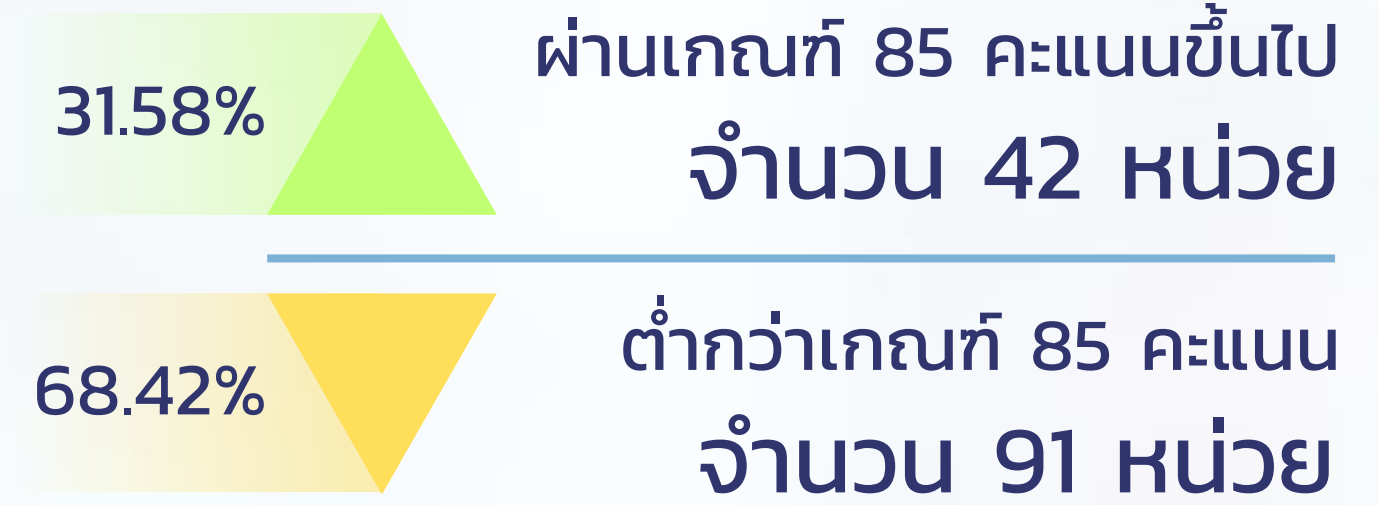 31.58%
ผ่านเกณฑ์ 85 คะแนนขึ้นไป
จำนวน 42 หน่วย
68.42%
ต่ำกว่าเกณฑ์ 85 คะแนน
จำนวน 91 หน่วย